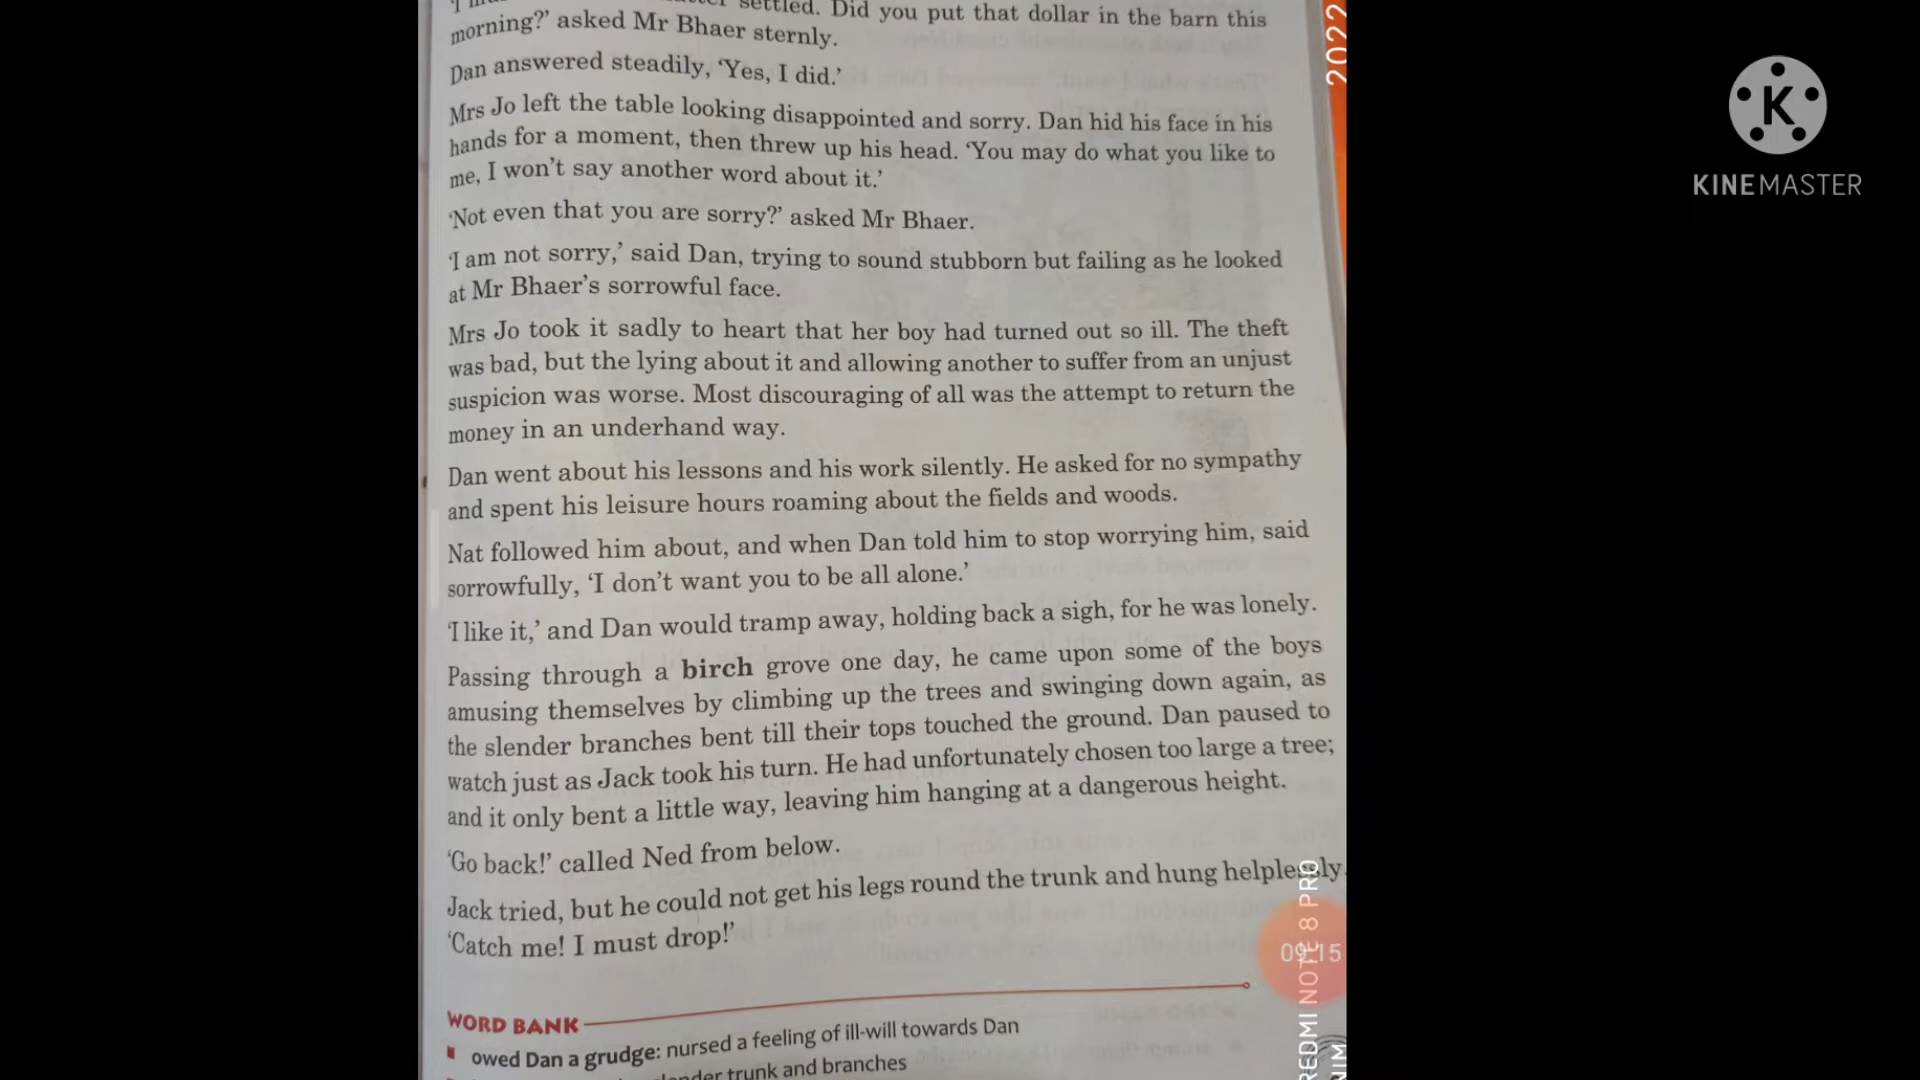 settled. Did you put that dollar in the barn this
morning?’ asked Mr Bhaer sternly.
Dan answered steadily, ‘Yes, I did.’
Mrs Jo left the table looking disappointed and sorry. Dan hid his face in his
hands for a moment, then threw up his head. ‘You may do what you like to
me, I won’t say another word about it.’
‘Not even that you are sorry?’ asked Mr Bhaer.
‘I am not sorry,’ said Dan, trying to sound stubborn but failing as he looked
at Mr Bhaer’s sorrowful face.
Mrs Jo took it sadly to heart that her boy had turned out so ill. The theft
was bad, but the lying about it and allowing another to suffer from an unjust
suspicion was worse. Most discouraging of all was the attempt to return the
money in an underhand way.
Dan went about his lessons and his work silently. He asked for no sympathy
and spent his leisure hours roaming about the fields and woods.
Nat followed him about, and when Dan told him to stop worrying him, said
sorrowfully, ‘I don’t want you to be all alone.’
‘I like it,’ and Dan would tramp away, holding back a sigh, for he was lonely.
Passing through a birch grove one day, he came upon some of the boys
amusing themselves by climbing up the trees and swinging down again, as
the slender branches bent till their tops touched the ground. Dan paused to
watch just as Jack took his turn. He had unfortunately chosen too large a tree;
and it only bent a little way, leaving him hanging at a dangerous height.
‘Go back!’ called Ned from below.
Jack tried, but he could not get his legs round the trunk and hung helplessly.
‘Catch me! I must drop!’
WORD BANK
owed Dan a grudge: nursed a feeling of ill-will towards Dan
trunk and branches
2022
09:15
REDMI NOTE 8 PRO
K
KINEMASTER